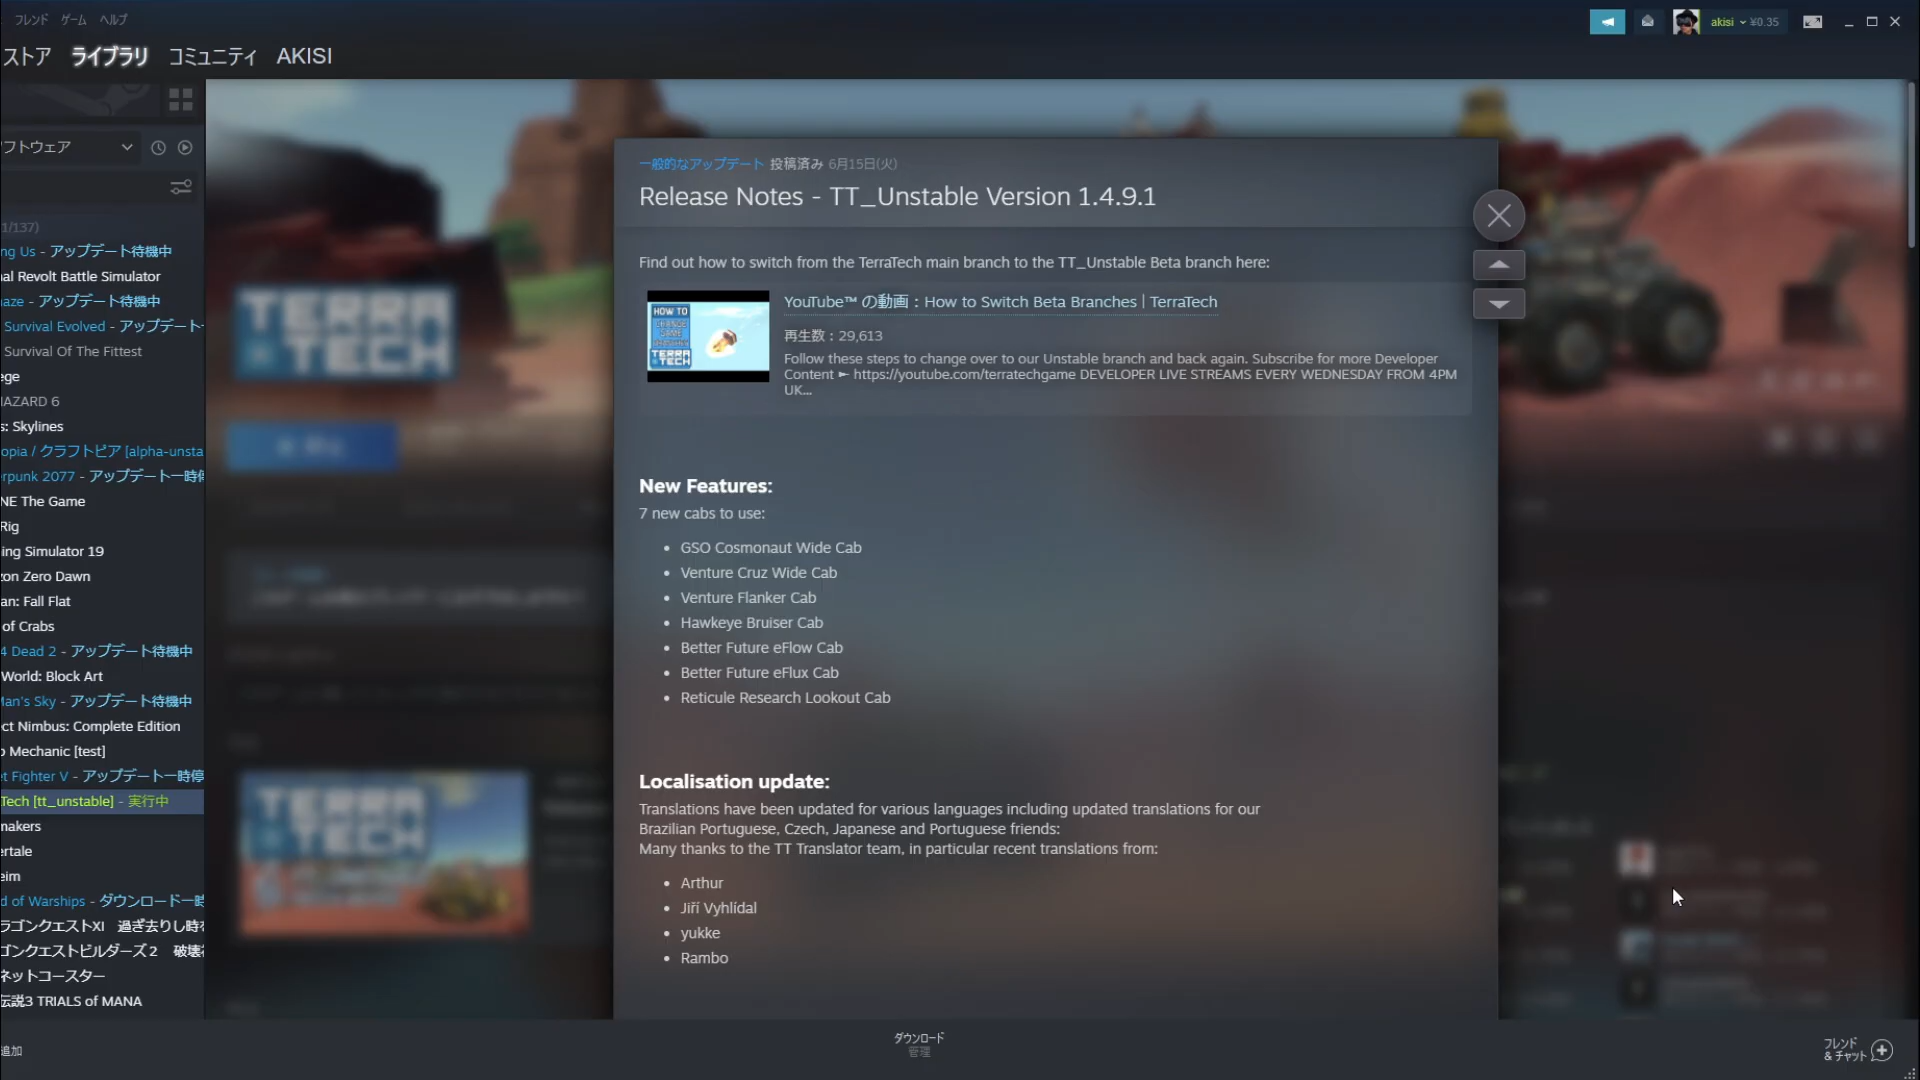 フレンド ゲーム ヘルプ
akisi ¥0.35
ストア ライブラリ コミュニティ AKISI
フトウェア
1/137)
ng Us - アップデート待機中
al Revolt Battle Simulator
aze - アップデート待機中
Survival Evolved - アップデート
Survival Of The Fittest
ege
HAZARD 6
s: Skylines
opia / クラフトピア [alpha-unsta
erpunk 2077 - アップデート一時停
NE The Game
Rig
ing Simulator 19
zon Zero Dawn
an: Fall Flat
of Crabs
4 Dead 2 - アップデート待機中
World: Block Art
Man's Sky - アップデート待機中
ct Nimbus: Complete Edition
o Mechanic [test]
et Fighter V - アップデート一時停
Tech [tt_unstable] - 実行中
makers
ertale
eim
d of Warships - ダウンロード一時
ラゴンクエストXI 過ぎ去りし時を
ゴンクエストビルダーズ2 破壊
ネットコースター
伝説3 TRIALS of MANA
追加
TERRA TECH
TERRA TECH
一般的なアップデート 投稿済み 6月15日(火)
Release Notes - TT_Unstable Version 1.4.9.1
Find out how to switch from the TerraTech main branch to the TT_Unstable Beta branch here:
HOW TO
CHANGE
GAME
BRANCHES
TERRA
TECH
YouTube™ の動画：How to Switch Beta Branches | TerraTech
再生数：29,613
Follow these steps to change over to our Unstable branch and back again. Subscribe for more Developer
Content ► https://youtube.com/terratechgame DEVELOPER LIVE STREAMS EVERY WEDNESDAY FROM 4PM
UK...
New Features:
7 new cabs to use:
• GSO Cosmonaut Wide Cab
• Venture Cruz Wide Cab
• Venture Flanker Cab
• Hawkeye Bruiser Cab
• Better Future eFlow Cab
• Better Future eFlux Cab
• Reticule Research Lookout Cab
Localisation update:
Translations have been updated for various languages including updated translations for our
Brazilian Portuguese, Czech, Japanese and Portuguese friends:
Many thanks to the TT Translator team, in particular recent translations from:
• Arthur
• Jiří Vyhlídal
• yukke
• Rambo
ダウンロード
管理
フレンド
& チャット